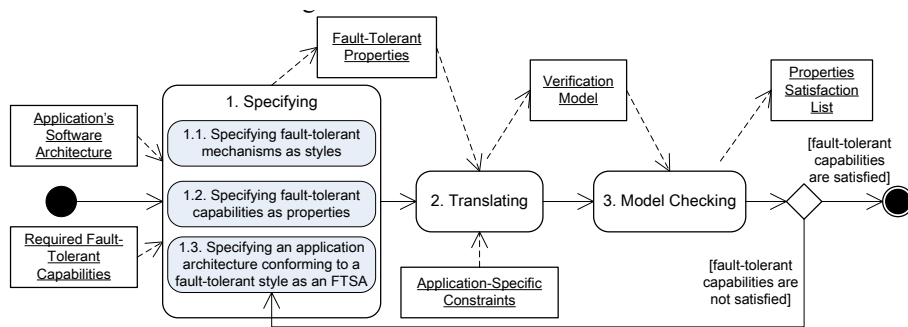 Fault-Tolerant
Properties
Verification
Model
Properties
Satisfaction
List
1. Specifying
Application's
Software
Architecture
1.1. Specifying fault-tolerant
mechanisms as styles
[fault-tolerant
capabilities
are satisfied]
1.2. Specifying fault-tolerant
capabilities as properties
2. Translating
3. Model Checking
Required Fault-
Tolerant
Capabilities
1.3. Specifying an application
architecture conforming to a
fault-tolerant style as an FTSA
Application-Specific
Constraints
[fault-tolerant
capabilities are
not satisfied]